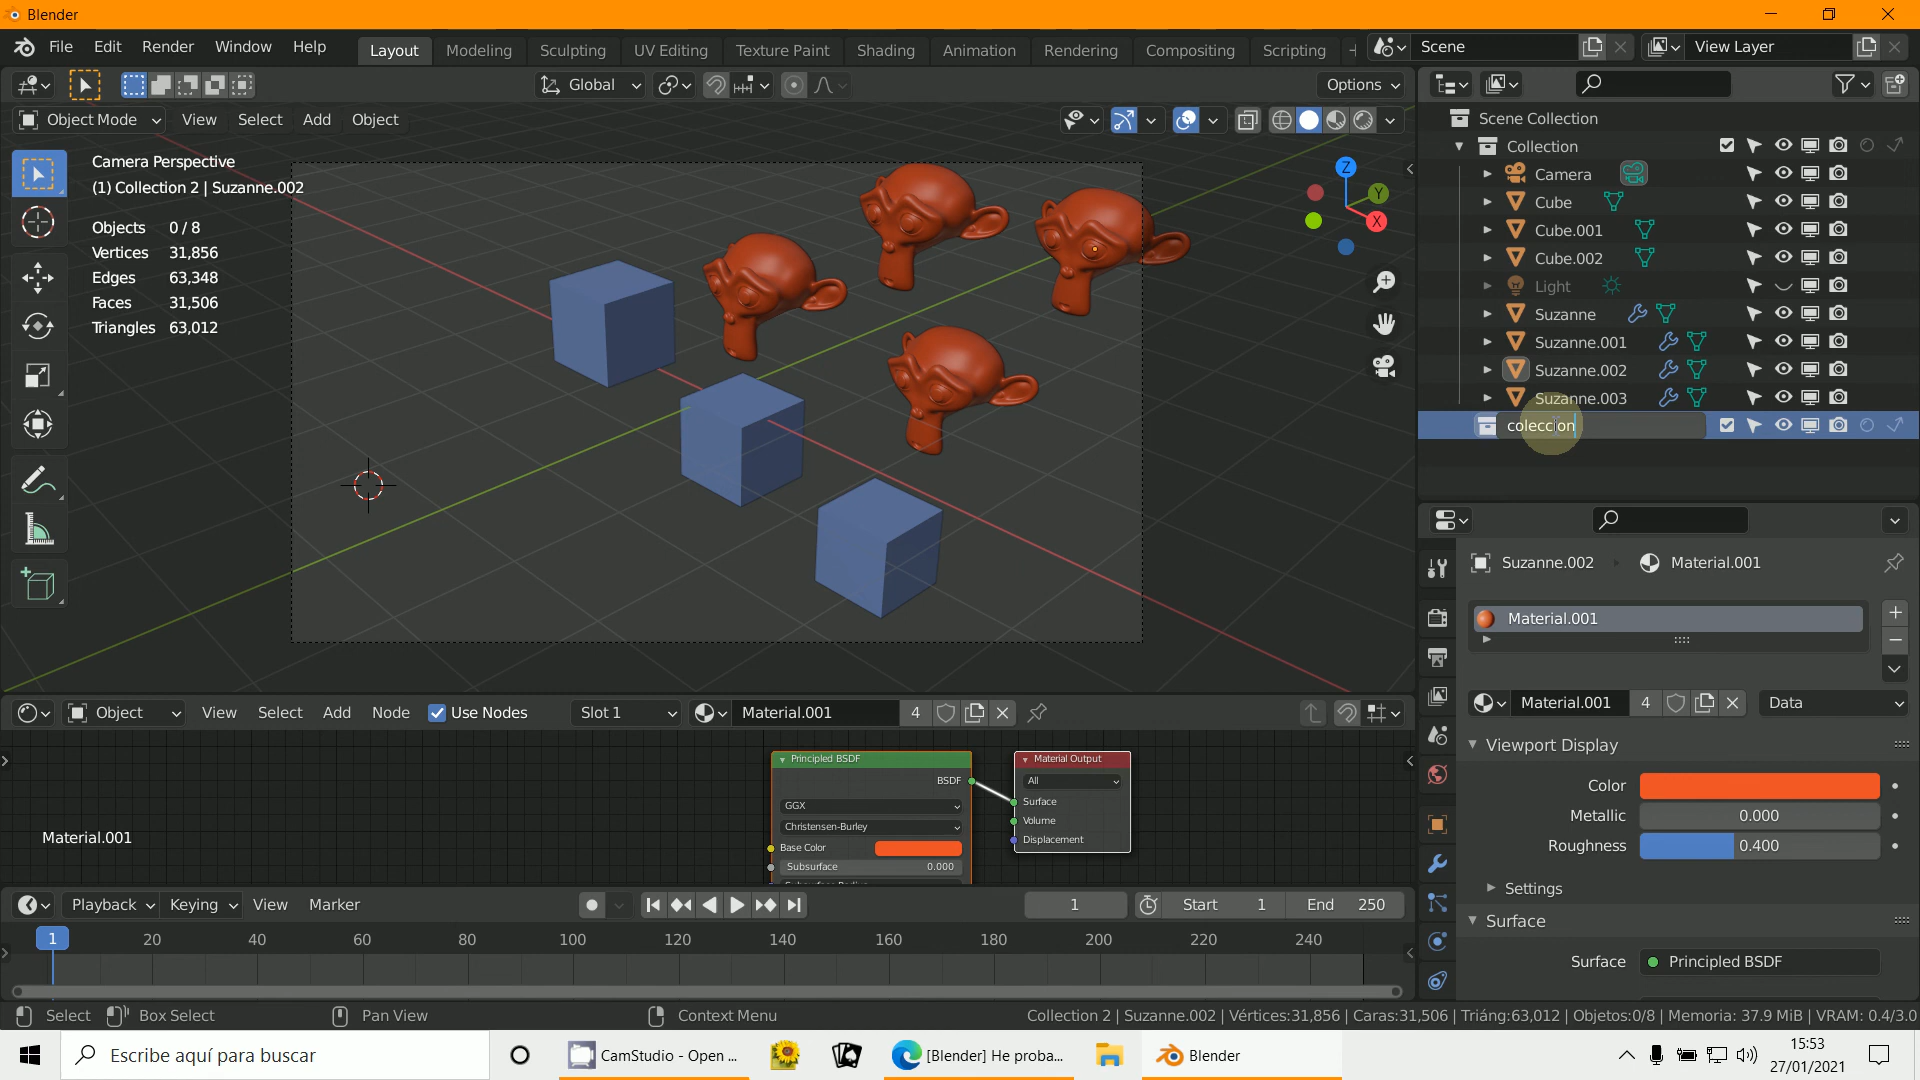 Blender
File Edit Render Window Help Layout Modeling Sculpting UV Editing Texture Paint Shading Animation Rendering Compositing Scripting Scene View Layer
Global Options
Object Mode View Select Add Object
Camera Perspective
(1) Collection 2 | Suzanne.002
Objects 0 / 8
Vertices 31,856
Edges 63,348
Faces 31,506
Triangles 63,012
Z
Y
X
Scene Collection
Collection
Camera
Cube
Cube.001
Cube.002
Light
Suzanne
Suzanne.001
Suzanne.002
Suzanne.003
coleccion
Suzanne.002 Material.001
Material.001
Material.001 4 Data
Viewport Display
Color
Metallic 0.000
Roughness 0.400
Settings
Surface
Surface Principled BSDF
Object View Select Add Node Use Nodes Slot 1 Material.001 4
Principled BSDF
BSDF
GGX
Christensen-Burley
Base Color
Subsurface 0.000
Material Output
All
Surface
Volume
Displacement
Material.001
Playback Keying View Marker 1 Start 1 End 250
1 20 40 60 80 100 120 140 160 180 200 220 240
Select Box Select Pan View Context Menu Collection 2 | Suzanne.002 | Vértices:31,856 | Caras:31,506 | Triáng:63,012 | Objetos:0/8 | Memoria: 37.9 MiB | VRAM: 0.4/3.0
Escribe aquí para buscar CamStudio - Open ... [Blender] He proba... Blender 15:53
27/01/2021